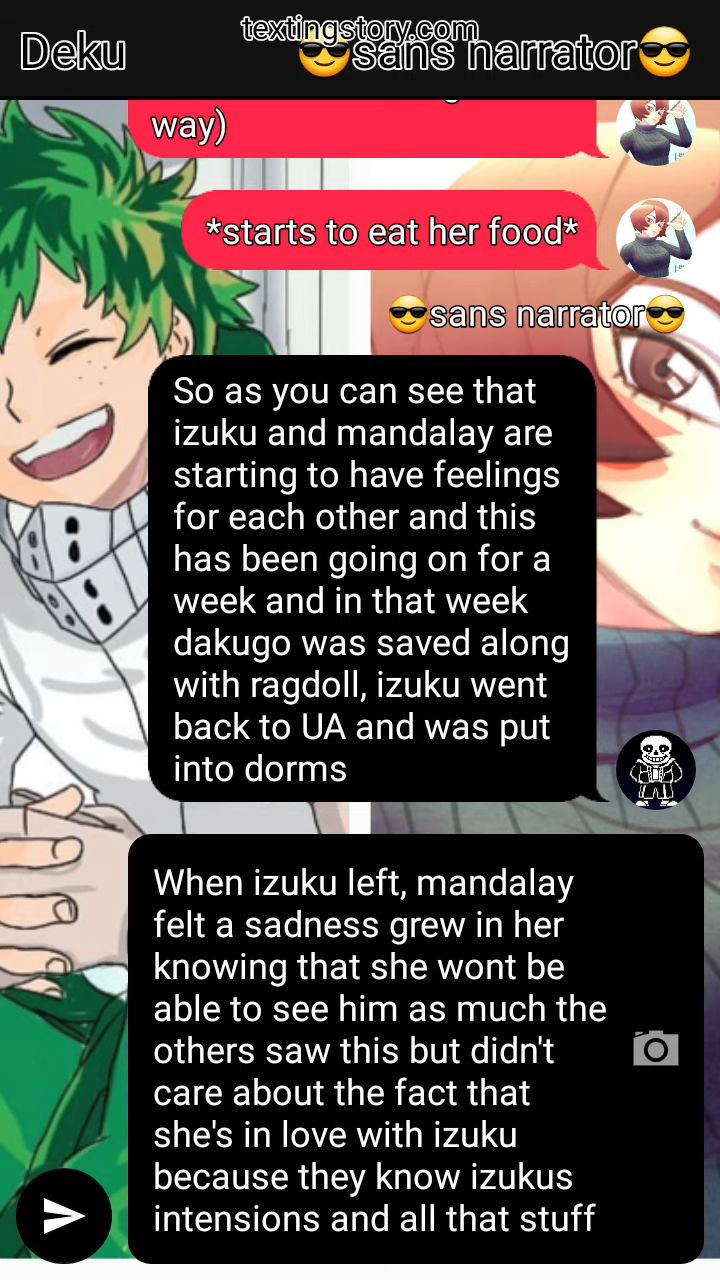 textingstory.com
Deku
😎sans narrator😎
way)
*starts to eat her food*
😎sans narrator😎
So as you can see that
izuku and mandalay are
starting to have feelings
for each other and this
has been going on for a
week and in that week
dakugo was saved along
with ragdoll, izuku went
back to UA and was put
into dorms
When izuku left, mandalay
felt a sadness grew in her
knowing that she wont be
able to see him as much the
others saw this but didn't
care about the fact that
she's in love with izuku
because they know izukus
intensions and all that stuff